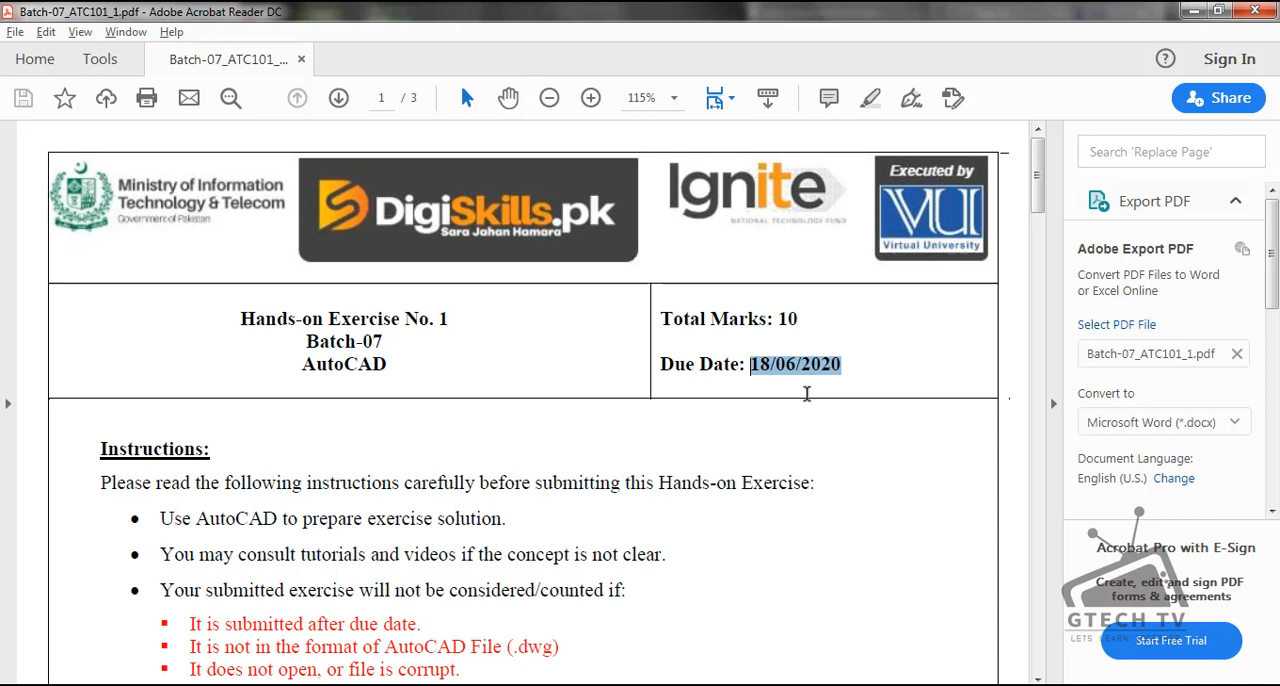 Batch-07_ATC101_1.pdf - Adobe Acrobat Reader DC
File Edit View Window Help
Home Tools Batch-07_ATC101_... × Sign In
1 / 3 115% Share
Ministry of Information
Technology & Telecom
Government of Pakistan
DigiSkills.pk
Sara Jahan Hamara.
Ignite
NATIONAL TECHNOLOGY FUND
Executed by
VU
Virtual University
Hands-on Exercise No. 1
Batch-07
AutoCAD
Total Marks: 10
Due Date: 18/06/2020
Instructions:
Please read the following instructions carefully before submitting this Hands-on Exercise:
• Use AutoCAD to prepare exercise solution.
• You may consult tutorials and videos if the concept is not clear.
• Your submitted exercise will not be considered/counted if:
▪ It is submitted after due date.
▪ It is not in the format of AutoCAD File (.dwg)
▪ It does not open, or file is corrupt.
Search 'Replace Page'
Export PDF
Adobe Export PDF
Convert PDF Files to Word
or Excel Online
Select PDF File
Batch-07_ATC101_1.pdf
Convert to
Microsoft Word (*.docx)
Document Language:
English (U.S.) Change
Acrobat Pro with E-Sign
Create, edit and sign PDF
forms & agreements
Start Free Trial
GTECH TV